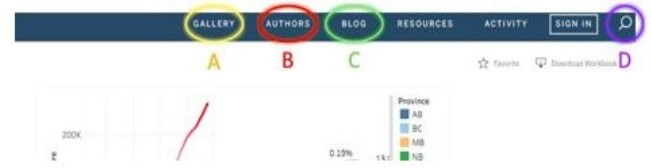 GALLERY AUTHORS BLOG RESOURCES ACTIVITY SIGN IN
A B C D
Favorite Download Workbook
Province
AB
BC
MB
NB
200K
0.19%